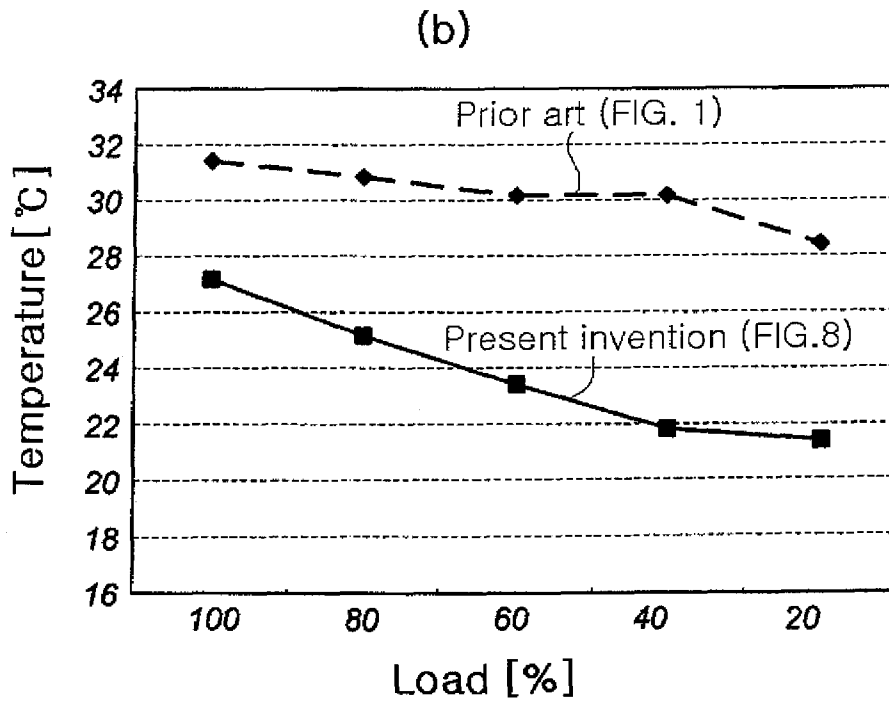 (b)
Temperature [℃]
34
32
30
28
26
24
22
20
18
16
Prior art (FIG. 1)
Present invention (FIG.8)
100 80 60 40 20
Load [%]